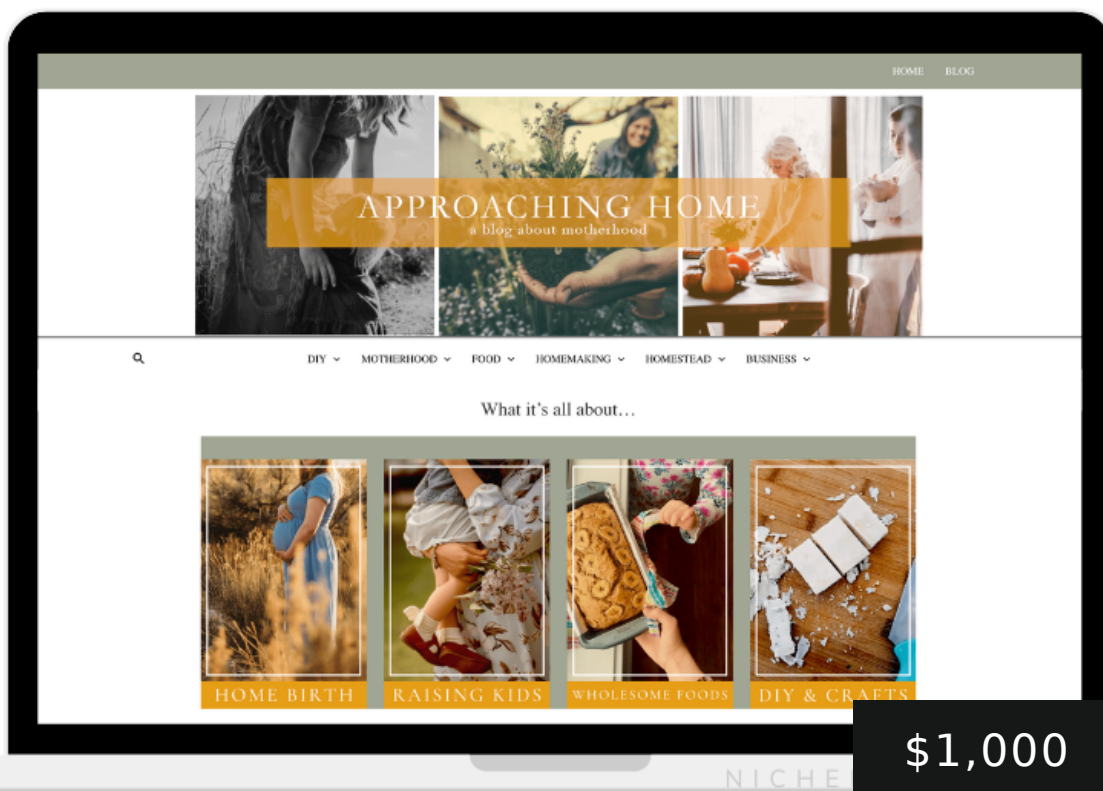 HOME BLOG
APPROACHING HOME
a blog about motherhood
DIY MOTHERHOOD FOOD HOMEMAKING HOMESTEAD BUSINESS
What it's all about...
HOME BIRTH RAISING KIDS WHOLESOME FOODS DIY & CRAFTS
$1,000